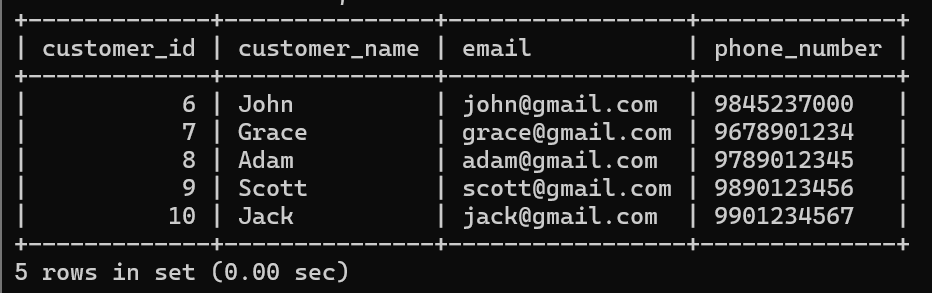 +-------------+---------------+-----------------+--------------+
| customer_id | customer_name | email           | phone_number |
+-------------+---------------+-----------------+--------------+
|           6 | John          | john@gmail.com  | 9845237000   |
|           7 | Grace         | grace@gmail.com | 9678901234   |
|           8 | Adam          | adam@gmail.com  | 9789012345   |
|           9 | Scott         | scott@gmail.com | 9890123456   |
|          10 | Jack          | jack@gmail.com  | 9901234567   |
+-------------+---------------+-----------------+--------------+
5 rows in set (0.00 sec)